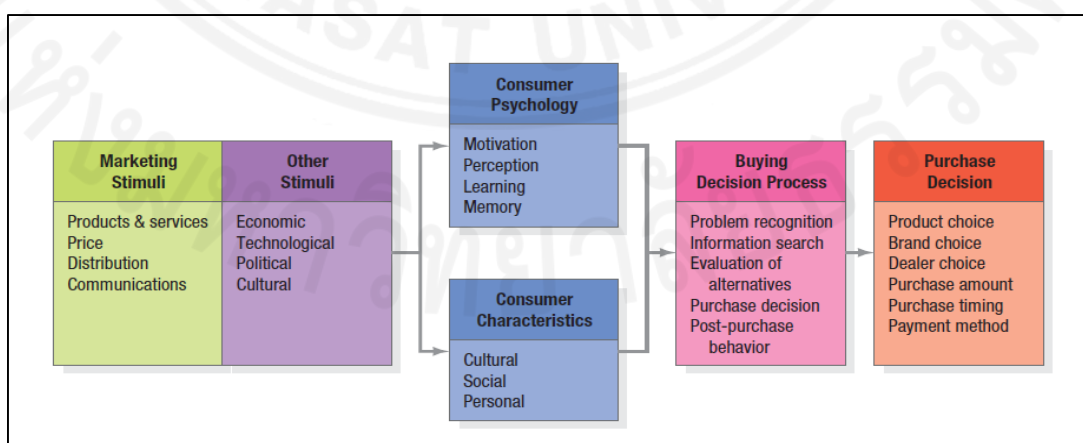 Marketing
Stimuli
Products & services
Price
Distribution
Communications
Other
Stimuli
Economic
Technological
Political
Cultural
Consumer
Psychology
Motivation
Perception
Learning
Memory
Consumer
Characteristics
Cultural
Social
Personal
Buying
Decision Process
Problem recognition
Information search
Evaluation of
alternatives
Purchase decision
Post-purchase
behavior
Purchase
Decision
Product choice
Brand choice
Dealer choice
Purchase amount
Purchase timing
Payment method